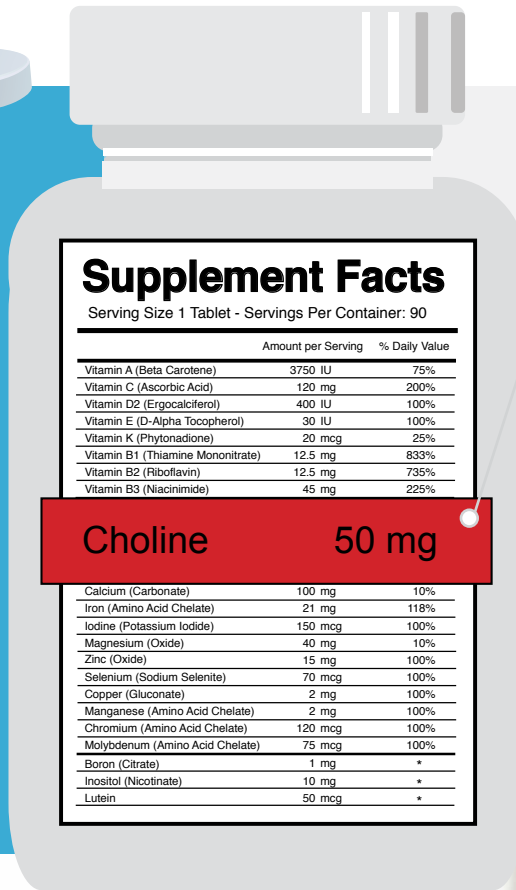 Supplement Facts
Serving Size 1 Tablet - Servings Per Container: 90
Amount per Serving % Daily Value
Vitamin A (Beta Carotene) 3750 IU 75%
Vitamin C (Ascorbic Acid) 120 mg 200%
Vitamin D2 (Ergocalciferol) 400 IU 100%
Vitamin E (D-Alpha Tocopherol) 30 IU 100%
Vitamin K (Phytonadione) 20 mcg 25%
Vitamin B1 (Thiamine Mononitrate) 12.5 mg 833%
Vitamin B2 (Riboflavin) 12.5 mg 735%
Vitamin B3 (Niacinimide) 45 mg 225%
Choline 50 mg
Calcium (Carbonate) 100 mg 10%
Iron (Amino Acid Chelate) 21 mg 118%
Iodine (Potassium Iodide) 150 mcg 100%
Magnesium (Oxide) 40 mg 10%
Zinc (Oxide) 15 mg 100%
Selenium (Sodium Selenite) 70 mcg 100%
Copper (Gluconate) 2 mg 100%
Manganese (Amino Acid Chelate) 2 mg 100%
Chromium (Amino Acid Chelate) 120 mcg 100%
Molybdenum (Amino Acid Chelate) 75 mcg 100%
Boron (Citrate) 1 mg *
Inositol (Nicotinate) 10 mg *
Lutein 50 mcg *